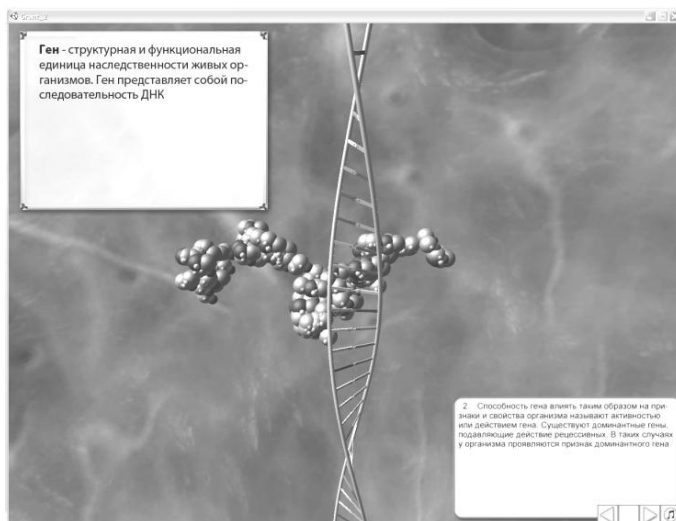 Grant_2
Ген - структурная и функциональная
единица наследственности живых ор-
ганизмов. Ген представляет собой по-
следовательность ДНК
2. Способность гена влиять таким образом на при-
знаки и свойства организма называют активностью
или действием гена. Существуют доминантные гены,
подавляющие действие рецессивных. В таких случаях
у организма проявляются признак доминантного гена